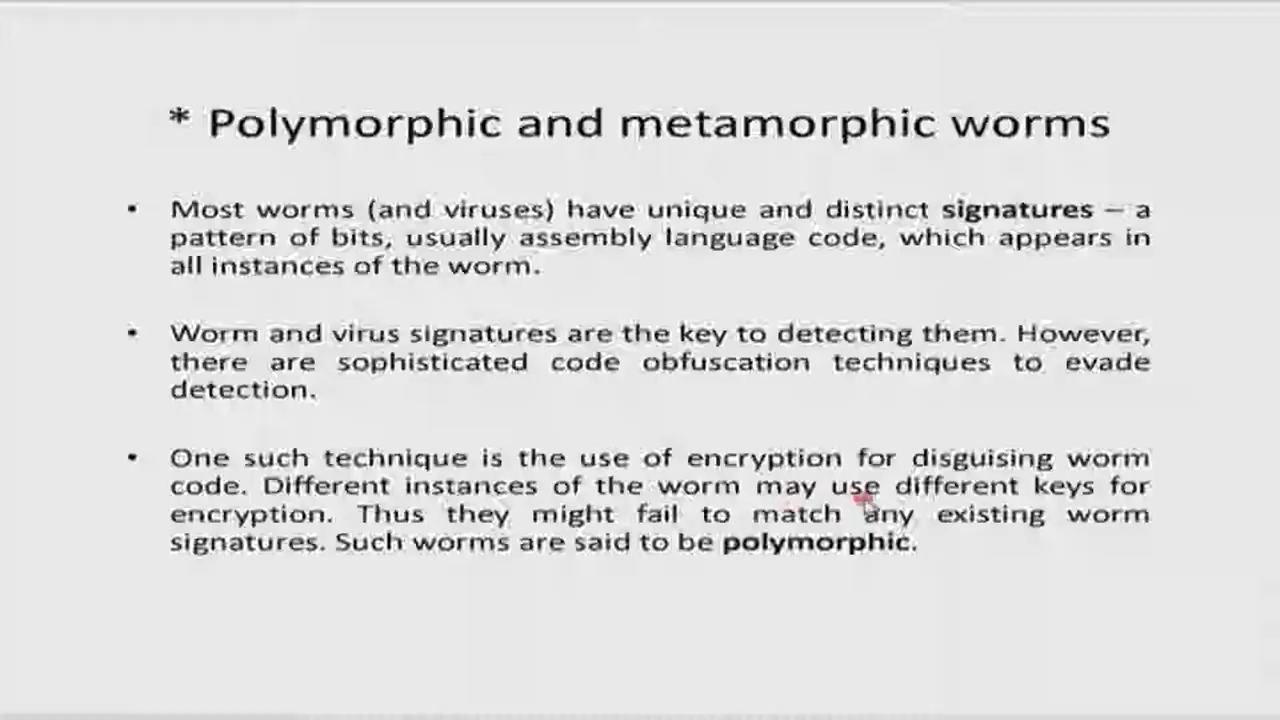 * Polymorphic and metamorphic worms
• Most worms (and viruses) have unique and distinct signatures – a
pattern of bits, usually assembly language code, which appears in
all instances of the worm.
• Worm and virus signatures are the key to detecting them. However,
there are sophisticated code obfuscation techniques to evade
detection.
• One such technique is the use of encryption for disguising worm
code. Different instances of the worm may use different keys for
encryption. Thus they might fail to match any existing worm
signatures. Such worms are said to be polymorphic.